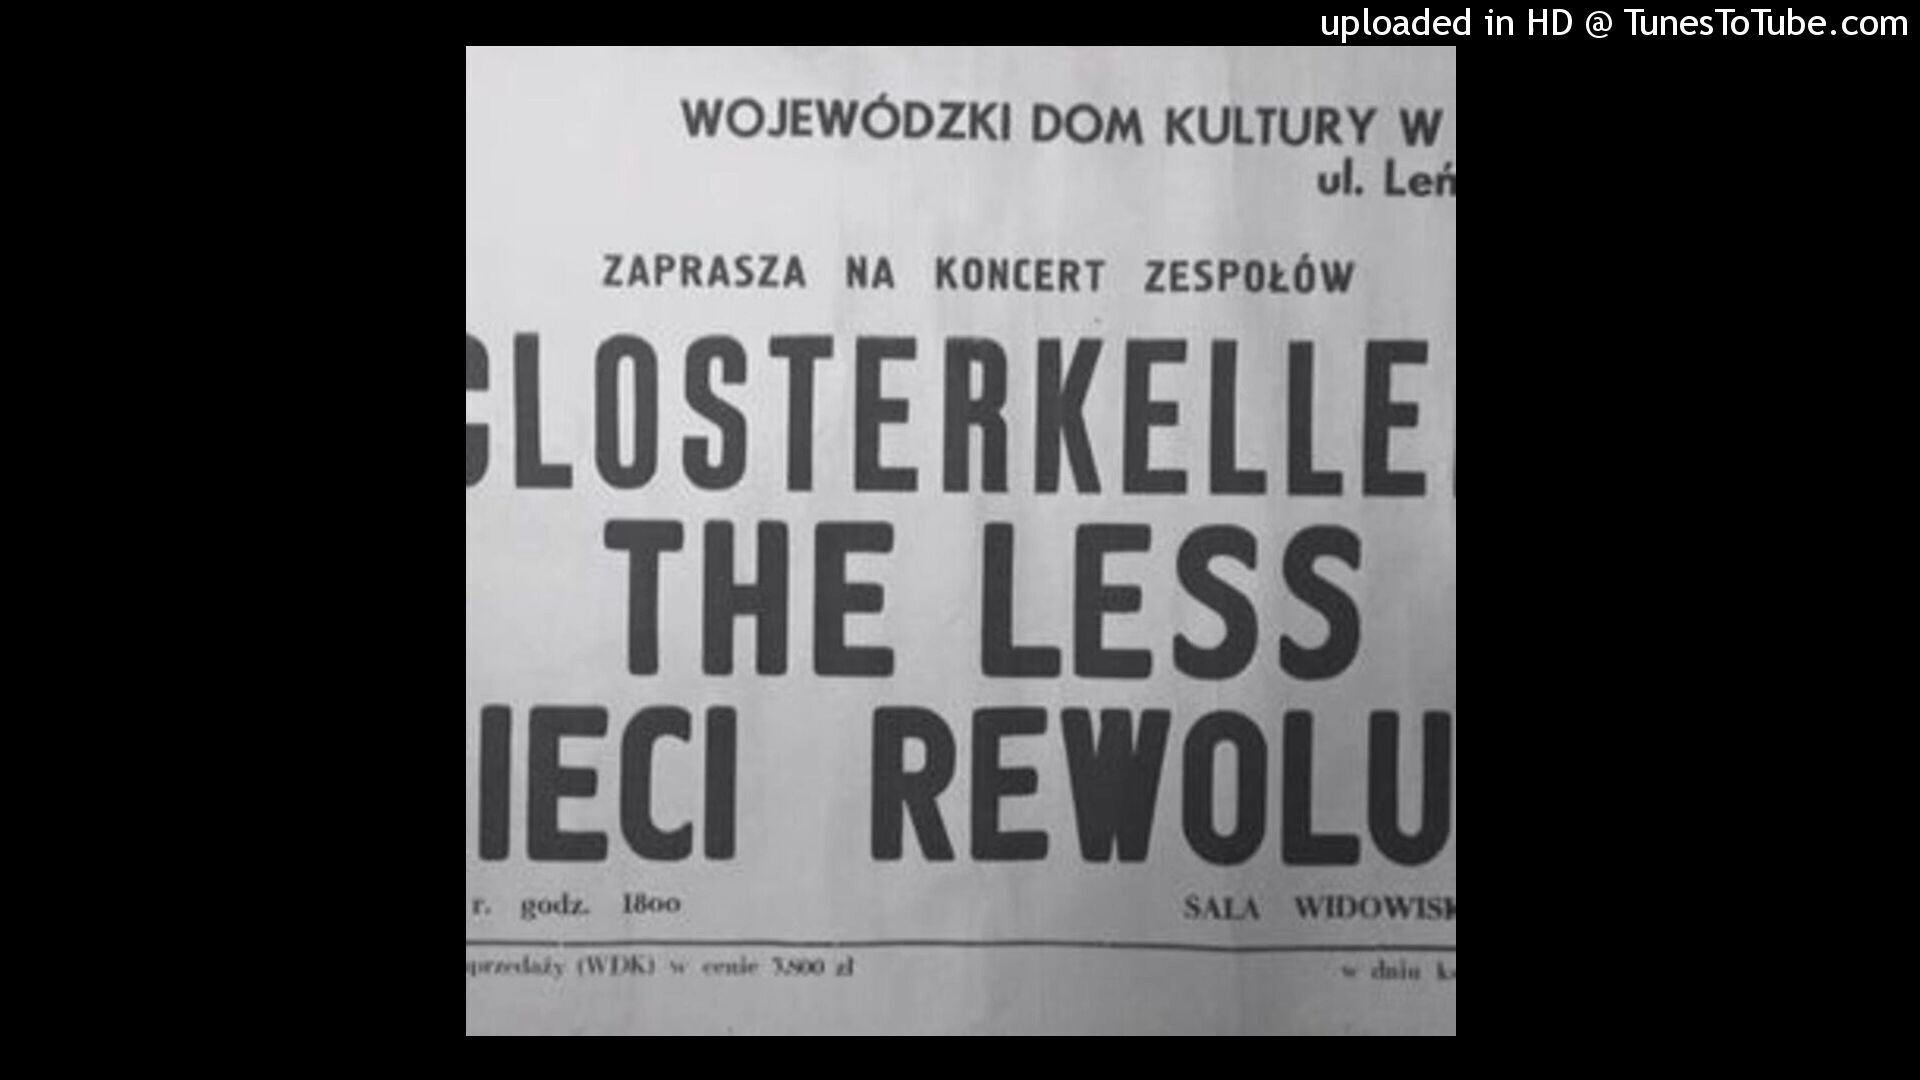 uploaded in HD @ TunesToTube.com
WOJEWÓDZKI DOM KULTURY W
ul. Leń
ZAPRASZA NA KONCERT ZESPOŁÓW
CLOSTERKELLE
THE LESS
IECI REWOLU
r. godz. 1800
SALA WIDOWISK
przedaży (WDK) w cenie 3.800 zł
w dniu k